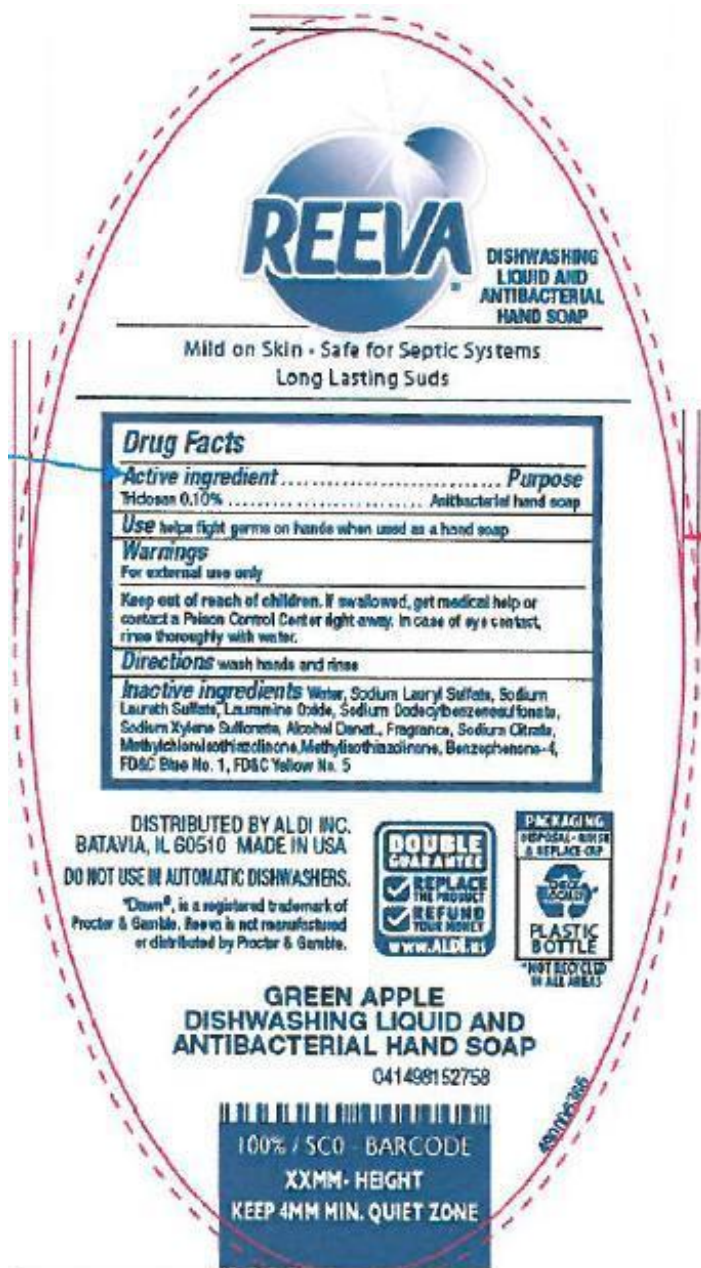 REEVA®
DISHWASHING
LIQUID AND
ANTIBACTERIAL
HAND SOAP
Mild on Skin • Safe for Septic Systems
Long Lasting Suds
Drug Facts
Active ingredient .............................. Purpose
Triclosan 0.10% .............................. Antibacterial hand soap
Use helps fight germs on hands when used as a hand soap
Warnings
For external use only
Keep out of reach of children. If swallowed, get medical help or
contact a Poison Control Center right away. In case of eye contact,
rinse thoroughly with water.
Directions wash hands and rinse
Inactive ingredients Water, Sodium Lauryl Sulfate, Sodium
Laureth Sulfate, Lauramine Oxide, Sodium Dodecylbenzenesulfonate,
Sodium Xylene Sulfonate, Alcohol Denat., Fragrance, Sodium Citrate,
Methylchloroisothiazolinone, Methylisothiazolinone, Benzophenone-4,
FD&C Blue No. 1, FD&C Yellow No. 5
DISTRIBUTED BY ALDI INC.
BATAVIA, IL 60510 MADE IN USA
DO NOT USE IN AUTOMATIC DISHWASHERS.
*Dawn®, is a registered trademark of
Procter & Gamble. Reeva is not manufactured
or distributed by Procter & Gamble.
DOUBLE
GUARANTEE
REPLACE
THE PRODUCT
REFUND
YOUR MONEY
www.ALDI.us
PACKAGING
DISPOSAL - RINSE
& REPLACE CAP
PLASTIC
BOTTLE
*NOT RECYCLED
IN ALL AREAS
GREEN APPLE
DISHWASHING LIQUID AND
ANTIBACTERIAL HAND SOAP
041498152758
100% / SC0 - BARCODE
XXMM- HEIGHT
KEEP 4MM MIN. QUIET ZONE